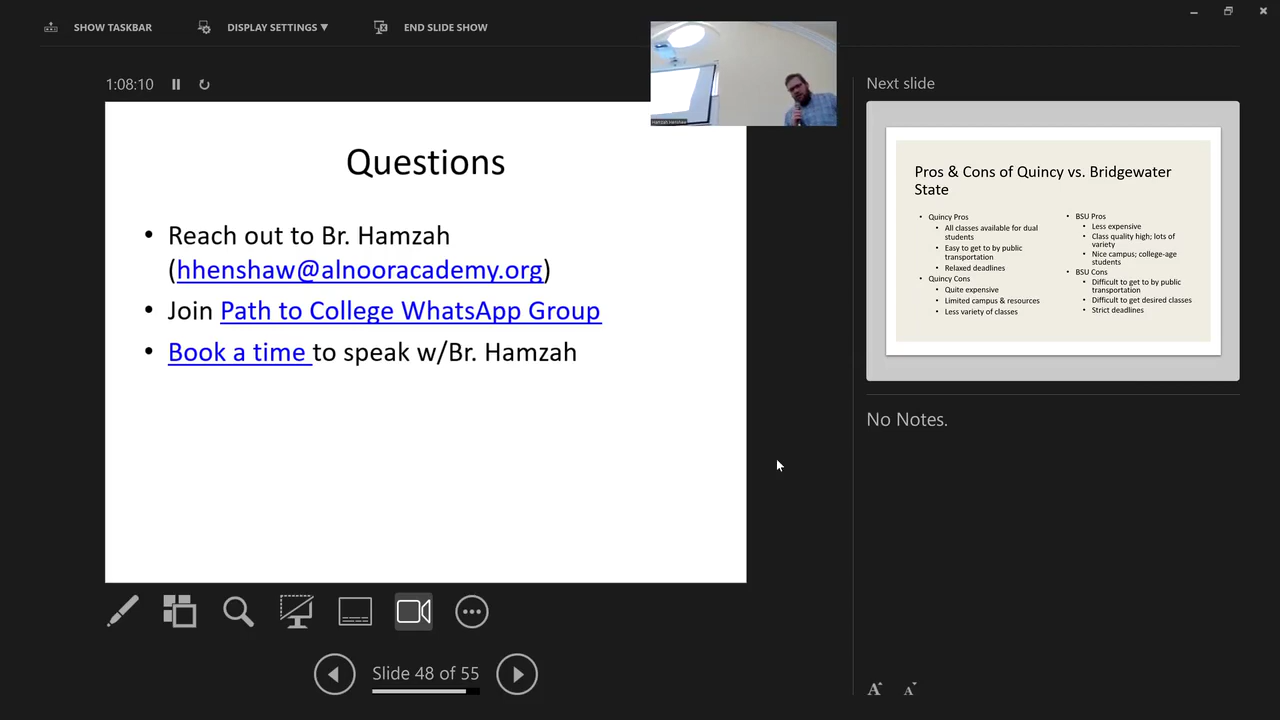 SHOW TASKBAR
DISPLAY SETTINGS ▼
END SLIDE SHOW
1:08:10
Hamzah Henshaw
Questions
• Reach out to Br. Hamzah
(hhenshaw@alnooracademy.org)
• Join Path to College WhatsApp Group
• Book a time to speak w/Br. Hamzah
Slide 48 of 55
Next slide
Pros & Cons of Quincy vs. Bridgewater
State
• Quincy Pros
• All classes available for dual
students
• Easy to get to by public
transportation
• Relaxed deadlines
• Quincy Cons
• Quite expensive
• Limited campus & resources
• Less variety of classes
• BSU Pros
• Less expensive
• Class quality high; lots of
variety
• Nice campus; college-age
students
• BSU Cons
• Difficult to get to by public
transportation
• Difficult to get desired classes
• Strict deadlines
No Notes.
A A